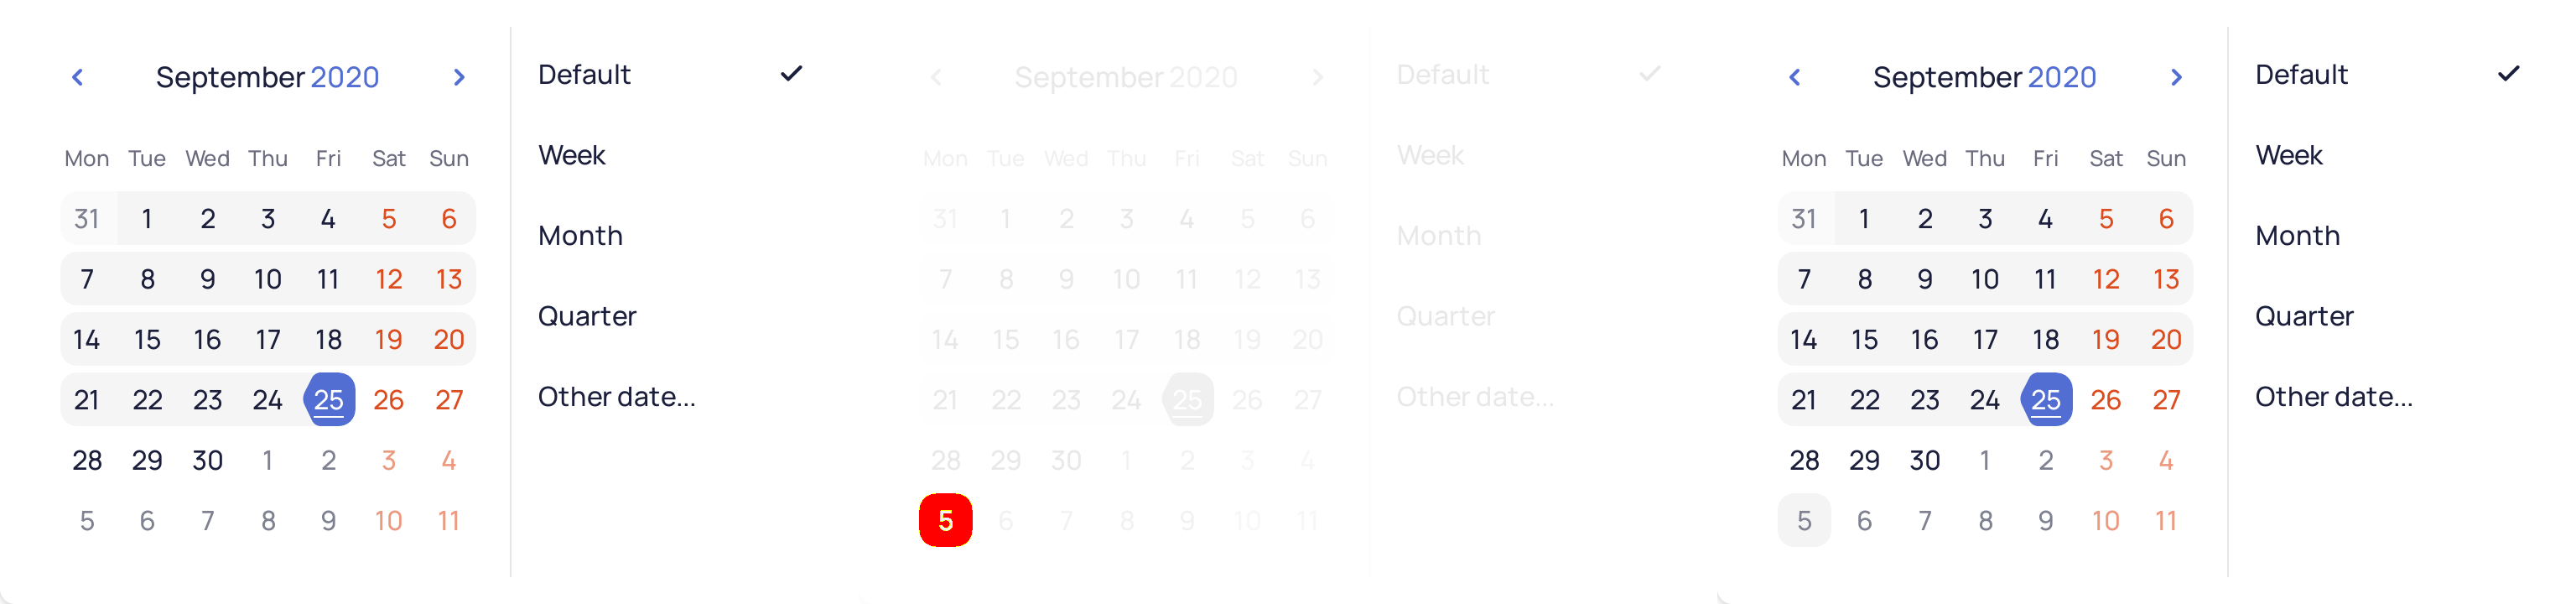 September 2020
Mon Tue Wed Thu Fri Sat Sun
31 1 2 3 4 5 6
7 8 9 10 11 12 13
14 15 16 17 18 19 20
21 22 23 24 25 26 27
28 29 30 1 2 3 4
5 6 7 8 9 10 11
Default
Week
Month
Quarter
Other date...
September 2020
Mon Tue Wed Thu Fri Sat Sun
31 1 2 3 4 5 6
7 8 9 10 11 12 13
14 15 16 17 18 19 20
21 22 23 24 25 26 27
28 29 30 1 2 3 4
5 6 7 8 9 10 11
Default
Week
Month
Quarter
Other date...
September 2020
Mon Tue Wed Thu Fri Sat Sun
31 1 2 3 4 5 6
7 8 9 10 11 12 13
14 15 16 17 18 19 20
21 22 23 24 25 26 27
28 29 30 1 2 3 4
5 6 7 8 9 10 11
Default
Week
Month
Quarter
Other date...